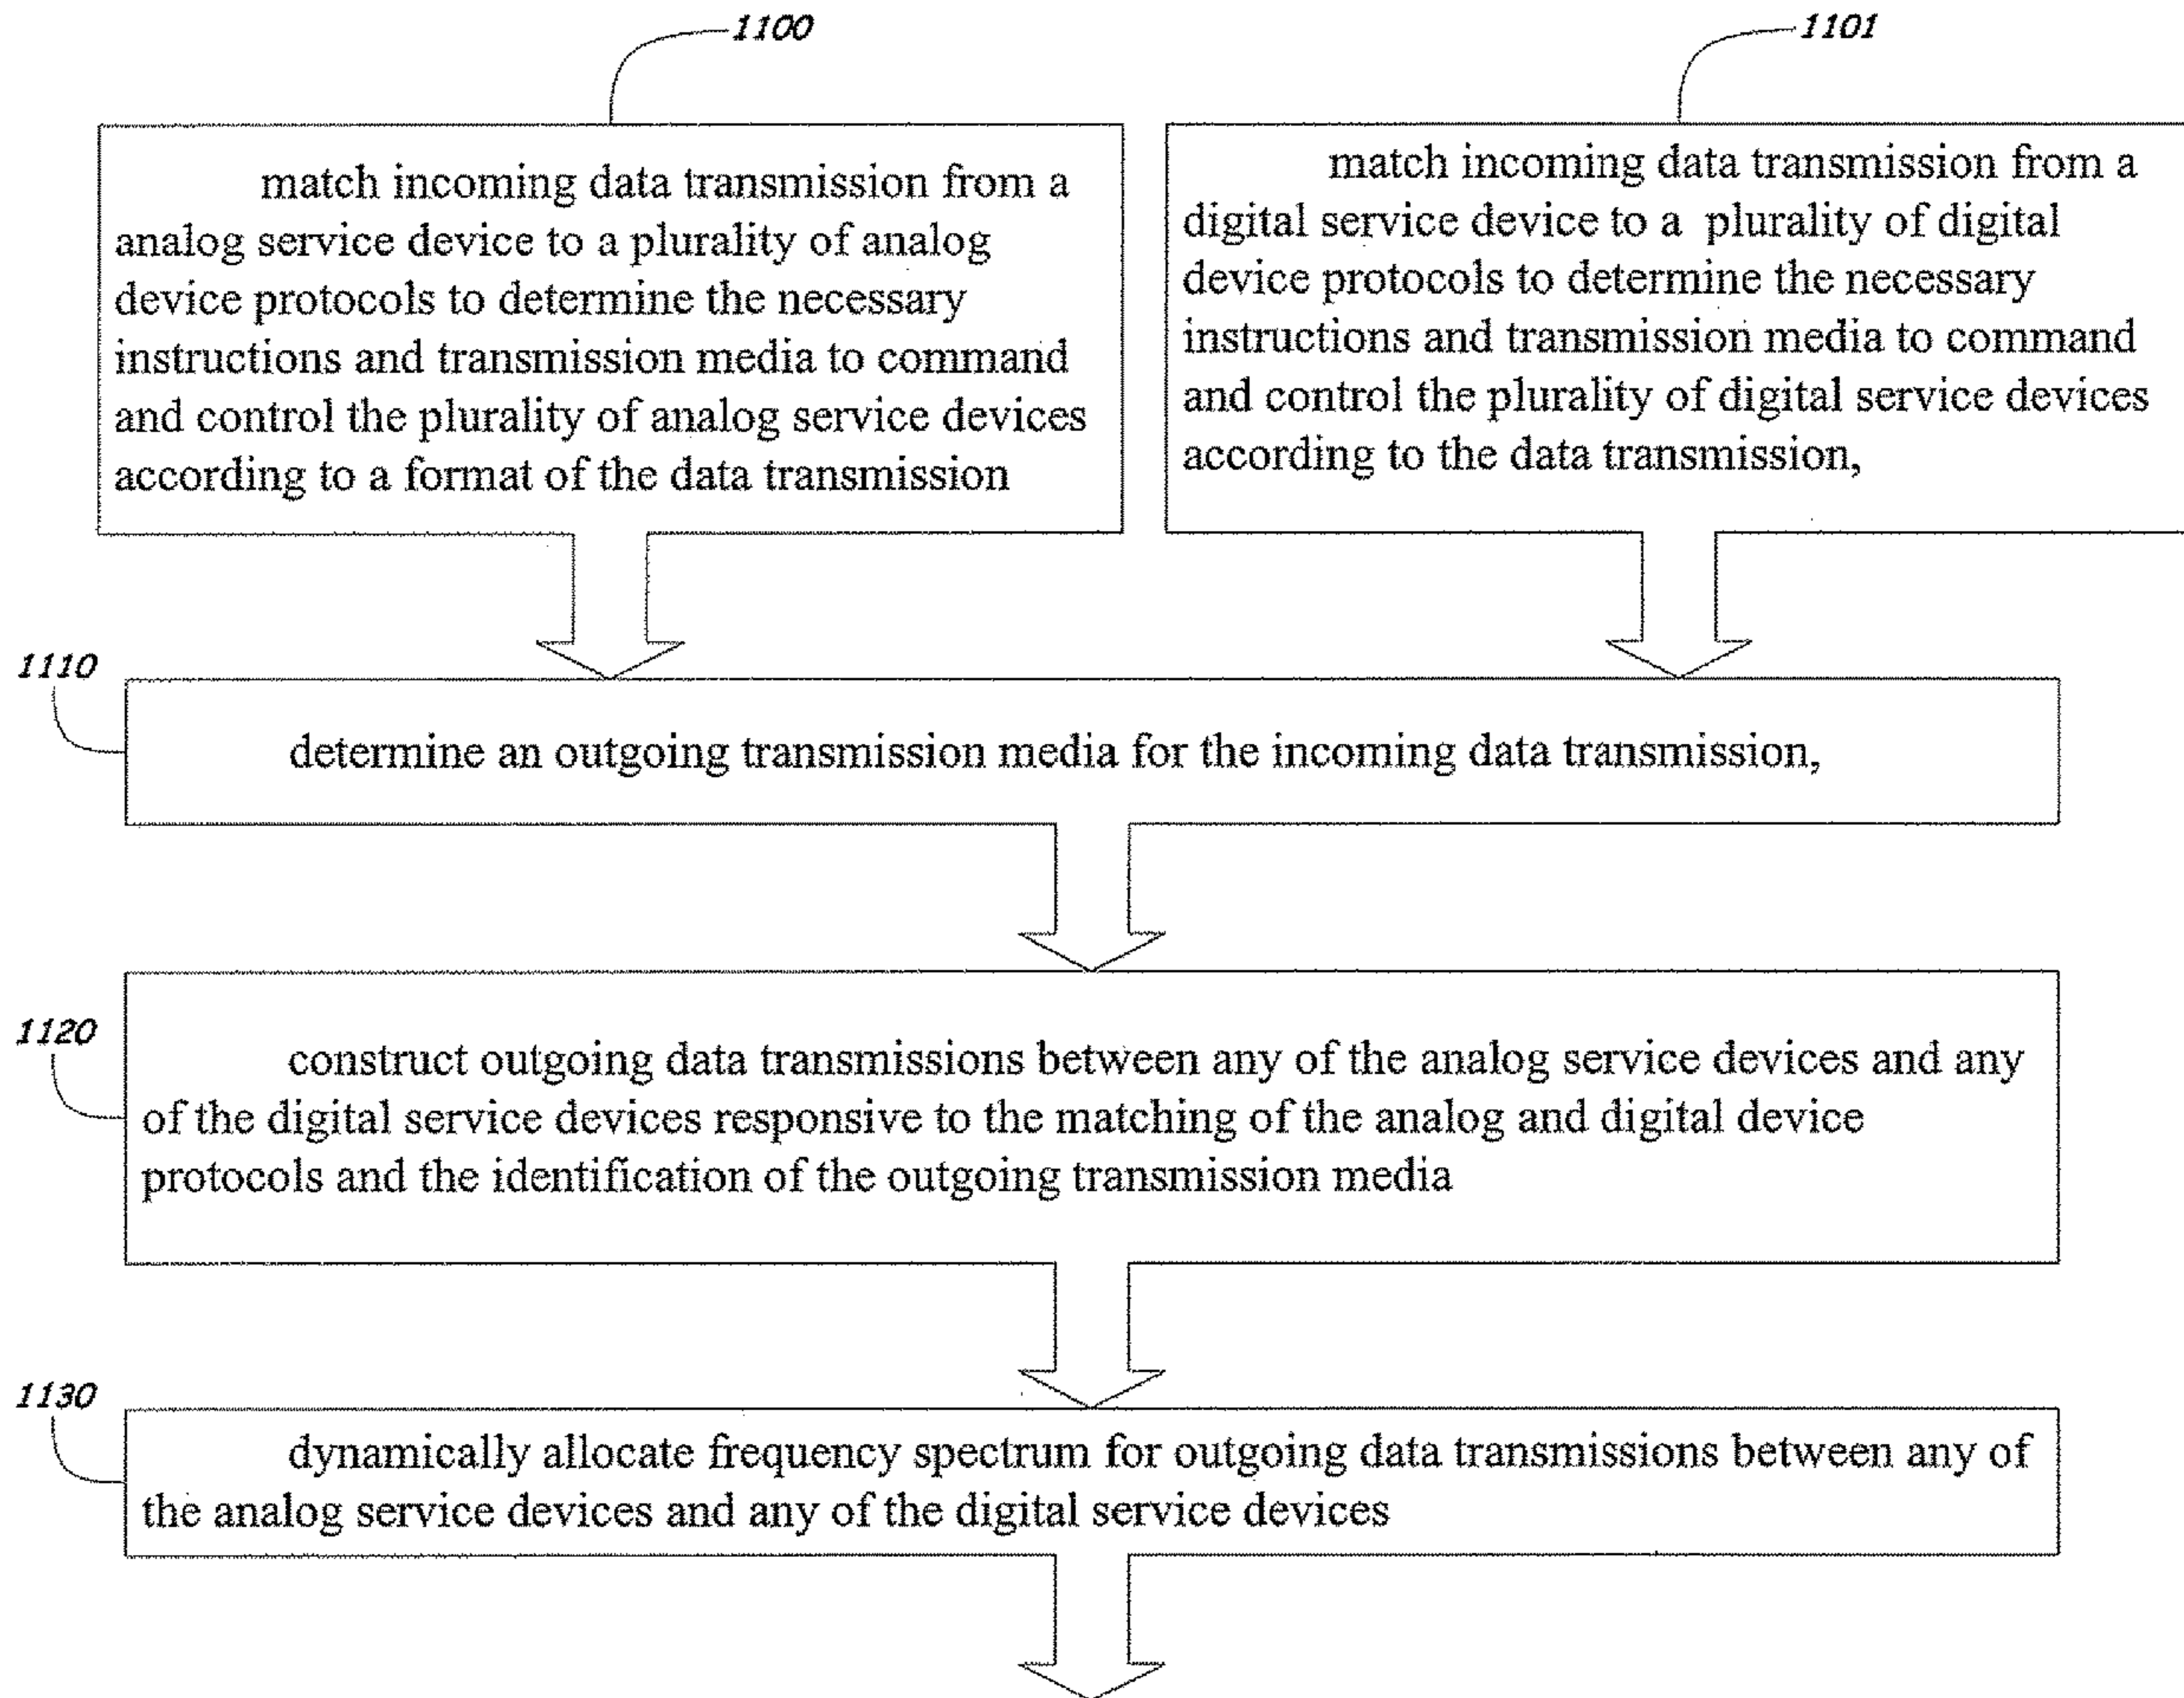 1100
1101
match incoming data transmission from a
analog service device to a plurality of analog
device protocols to determine the necessary
instructions and transmission media to command
and control the plurality of analog service devices
according to a format of the data transmission
match incoming data transmission from a
digital service device to a plurality of digital
device protocols to determine the necessary
instructions and transmission media to command
and control the plurality of digital service devices
according to the data transmission,
1110
determine an outgoing transmission media for the incoming data transmission,
1120
construct outgoing data transmissions between any of the analog service devices and any
of the digital service devices responsive to the matching of the analog and digital device
protocols and the identification of the outgoing transmission media
1130
dynamically allocate frequency spectrum for outgoing data transmissions between any of
the analog service devices and any of the digital service devices